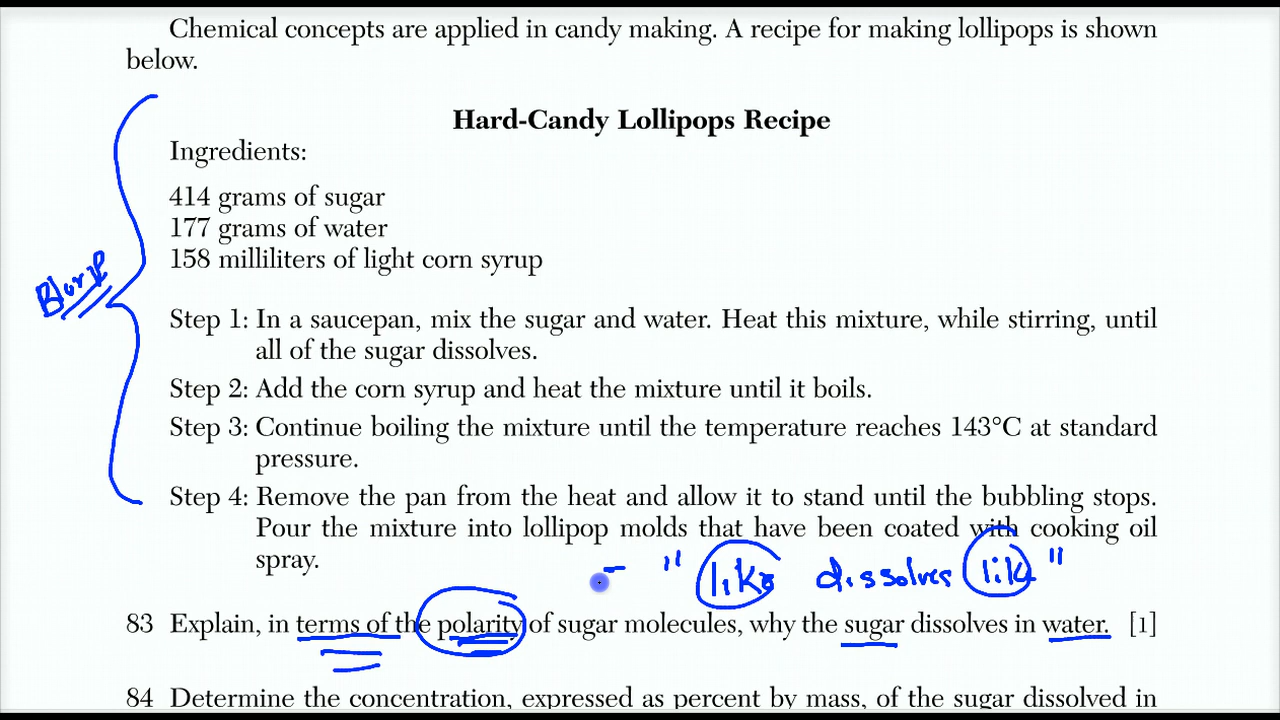 Chemical concepts are applied in candy making. A recipe for making lollipops is shown
below.
Hard-Candy Lollipops Recipe
Ingredients:
414 grams of sugar
177 grams of water
158 milliliters of light corn syrup
Blurp
Step 1: In a saucepan, mix the sugar and water. Heat this mixture, while stirring, until
all of the sugar dissolves.
Step 2: Add the corn syrup and heat the mixture until it boils.
Step 3: Continue boiling the mixture until the temperature reaches 143°C at standard
pressure.
Step 4: Remove the pan from the heat and allow it to stand until the bubbling stops.
Pour the mixture into lollipop molds that have been coated with cooking oil
spray.
- "like dissolves like"
83 Explain, in terms of the polarity of sugar molecules, why the sugar dissolves in water. [1]
84 Determine the concentration, expressed as percent by mass, of the sugar dissolved in